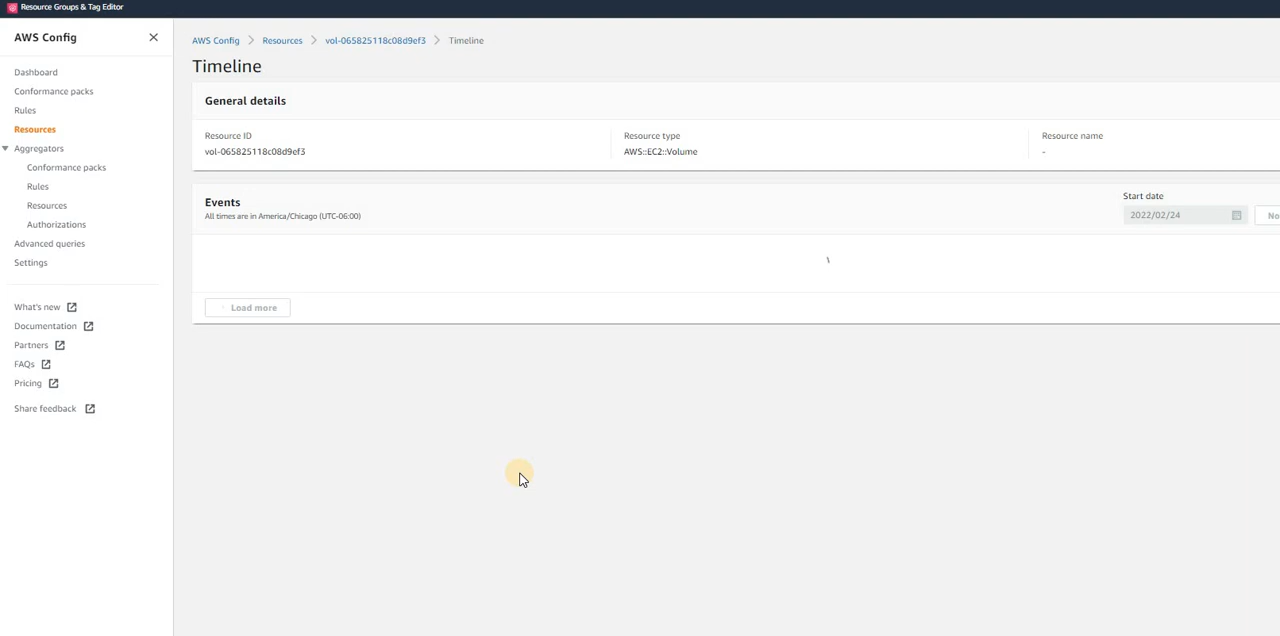 Resource Groups & Tag Editor
AWS Config
Dashboard
Conformance packs
Rules
Resources
Aggregators
Conformance packs
Rules
Resources
Authorizations
Advanced queries
Settings
What's new
Documentation
Partners
FAQs
Pricing
Share feedback
AWS Config > Resources > vol-065825118c08d9ef3 > Timeline
Timeline
General details
Resource ID
vol-065825118c08d9ef3
Resource type
AWS::EC2::Volume
Resource name
-
Events
All times are in America/Chicago (UTC-06:00)
Start date
2022/02/24
No
Load more